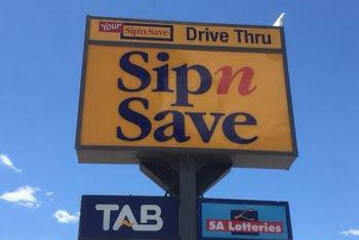 Your Sip'n Save Drive Thru
Sipn
Save
TAB
SA Lotteries